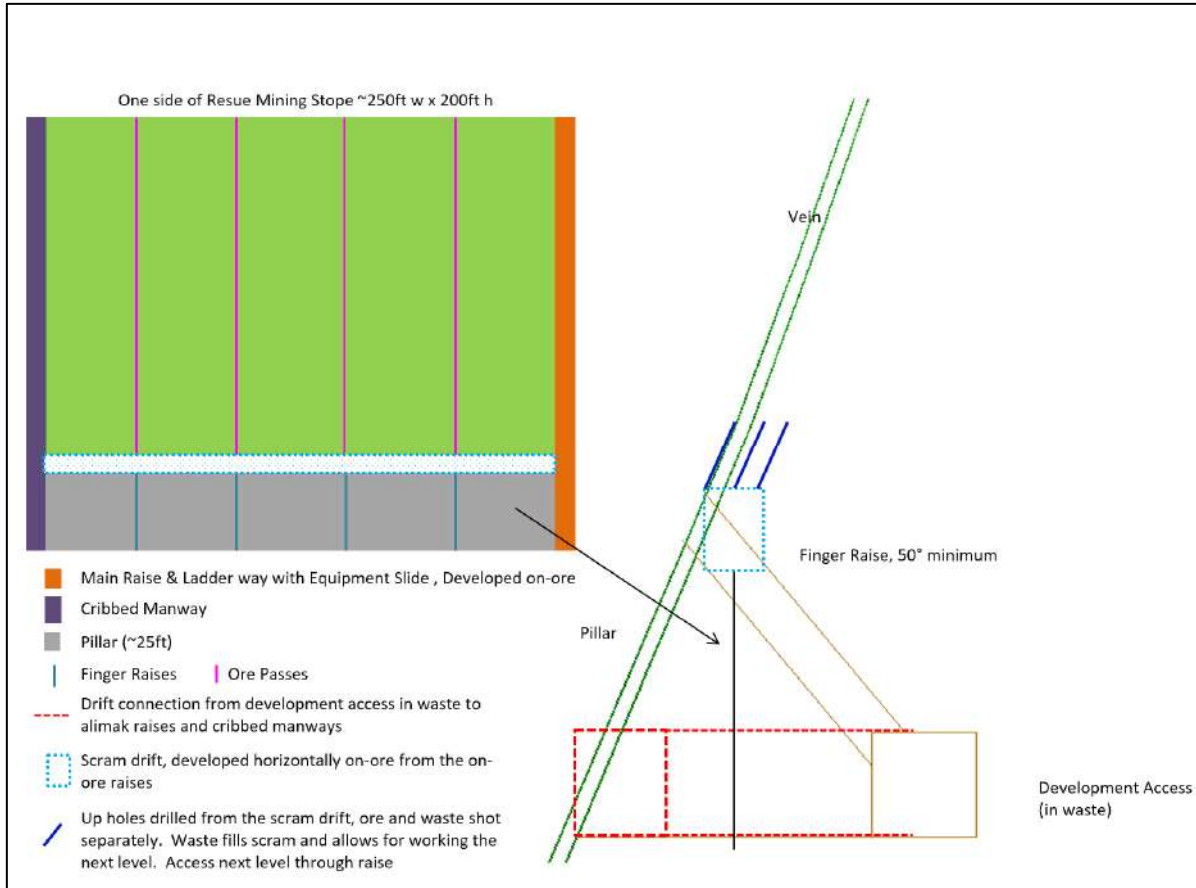 One side of Resue Mining Stope ~250ft w x 200ft h
Vein
Finger Raise, 50° minimum
Pillar
Main Raise & Ladder way with Equipment Slide , Developed on-ore
Cribbed Manway
Pillar (~25ft)
Finger Raises
Ore Passes
Drift connection from development access in waste to
alimak raises and cribbed manways
Scram drift, developed horizontally on-ore from the on-
ore raises
Up holes drilled from the scram drift, ore and waste shot
separately.  Waste fills scram and allows for working the
next level.  Access next level through raise
Development Access
(in waste)